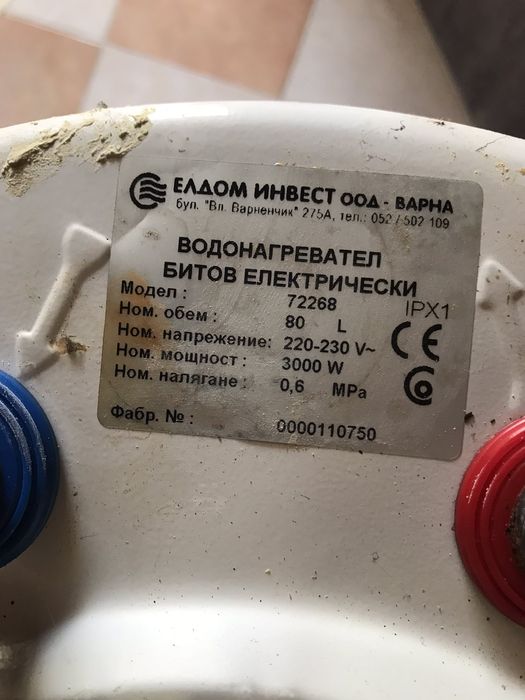 ЕЛДОМ ИНВЕСТ ООД - ВАРНА
бул. "Вл. Варненчик" 275А, тел.: 052 / 502 109
ВОДОНАГРЕВАТЕЛ
БИТОВ ЕЛЕКТРИЧЕСКИ
Модел : 72268 IPX1
Ном. обем : 80 L
Ном. напрежение: 220-230 V~
Ном. мощност : 3000 W
Ном. налягане : 0,6 MPa
Фабр. № : 0000110750